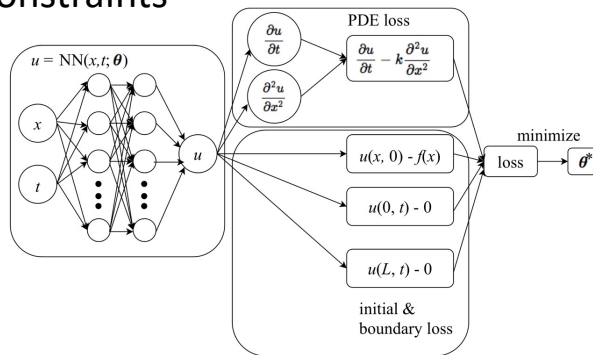 onstraints
u = NN(x,t; θ)
x
t
u
PDE loss
∂u/∂t
∂²u/∂x²
∂u/∂t − k ∂²u/∂x²
u(x, 0) - f(x)
u(0, t) - 0
u(L, t) - 0
initial &
boundary loss
loss
minimize
θ*